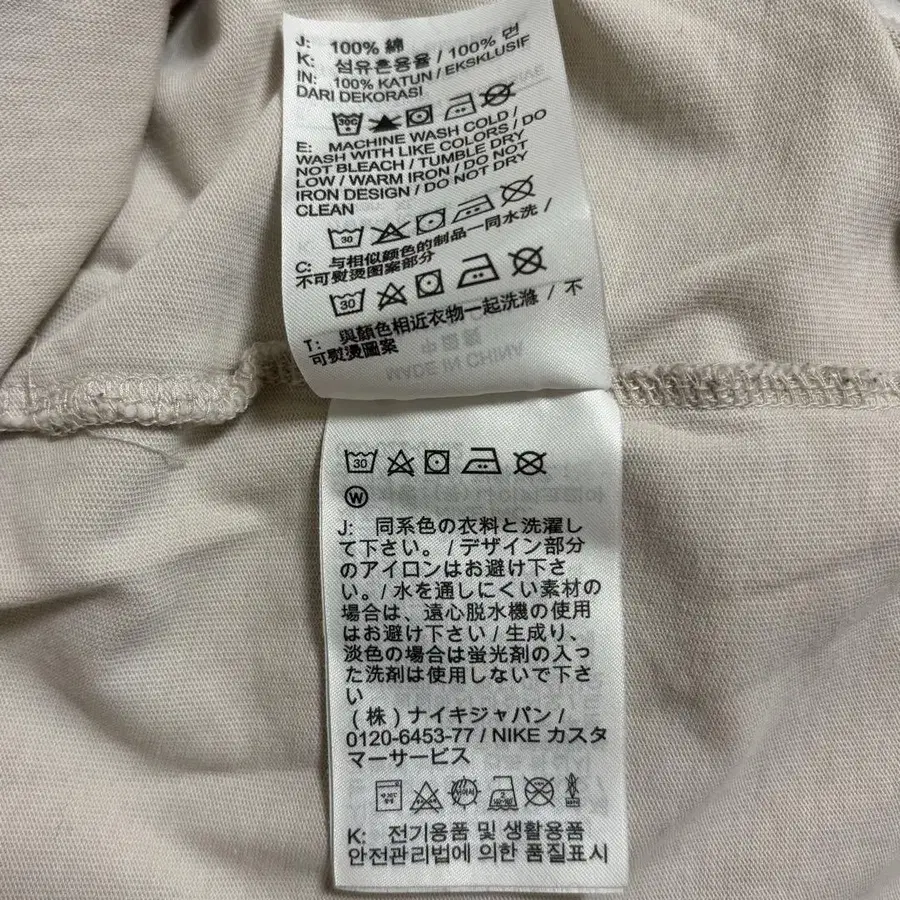 J: 100% 綿
K: 섬유혼용율 / 100% 면
IN: 100% KATUN / EKSKLUSIF
DARI DEKORASI
30C
E: MACHINE WASH COLD /
WASH WITH LIKE COLORS / DO
NOT BLEACH / TUMBLE DRY
LOW / WARM IRON / DO NOT
IRON DESIGN / DO NOT DRY
CLEAN
30
C: 与相似颜色的制品一同水洗 /
不可熨烫图案部分
30
T: 與顏色相近衣物一起洗滌 / 不
可熨燙圖案
MADE IN CHINA
30
W
J: 同系色の衣料と洗濯し
て下さい。/ デザイン部分
のアイロンはお避け下さ
い。/ 水を通しにくい素材の
場合は、遠心脱水機の使用
はお避け下さい / 生成り、
淡色の場合は蛍光剤の入っ
た洗剤は使用しないで下さ
い
(株) ナイキジャパン /
0120-6453-77 / NIKE カスタ
マーサービス
K: 전기용품 및 생활용품
안전관리법에 의한 품질표시